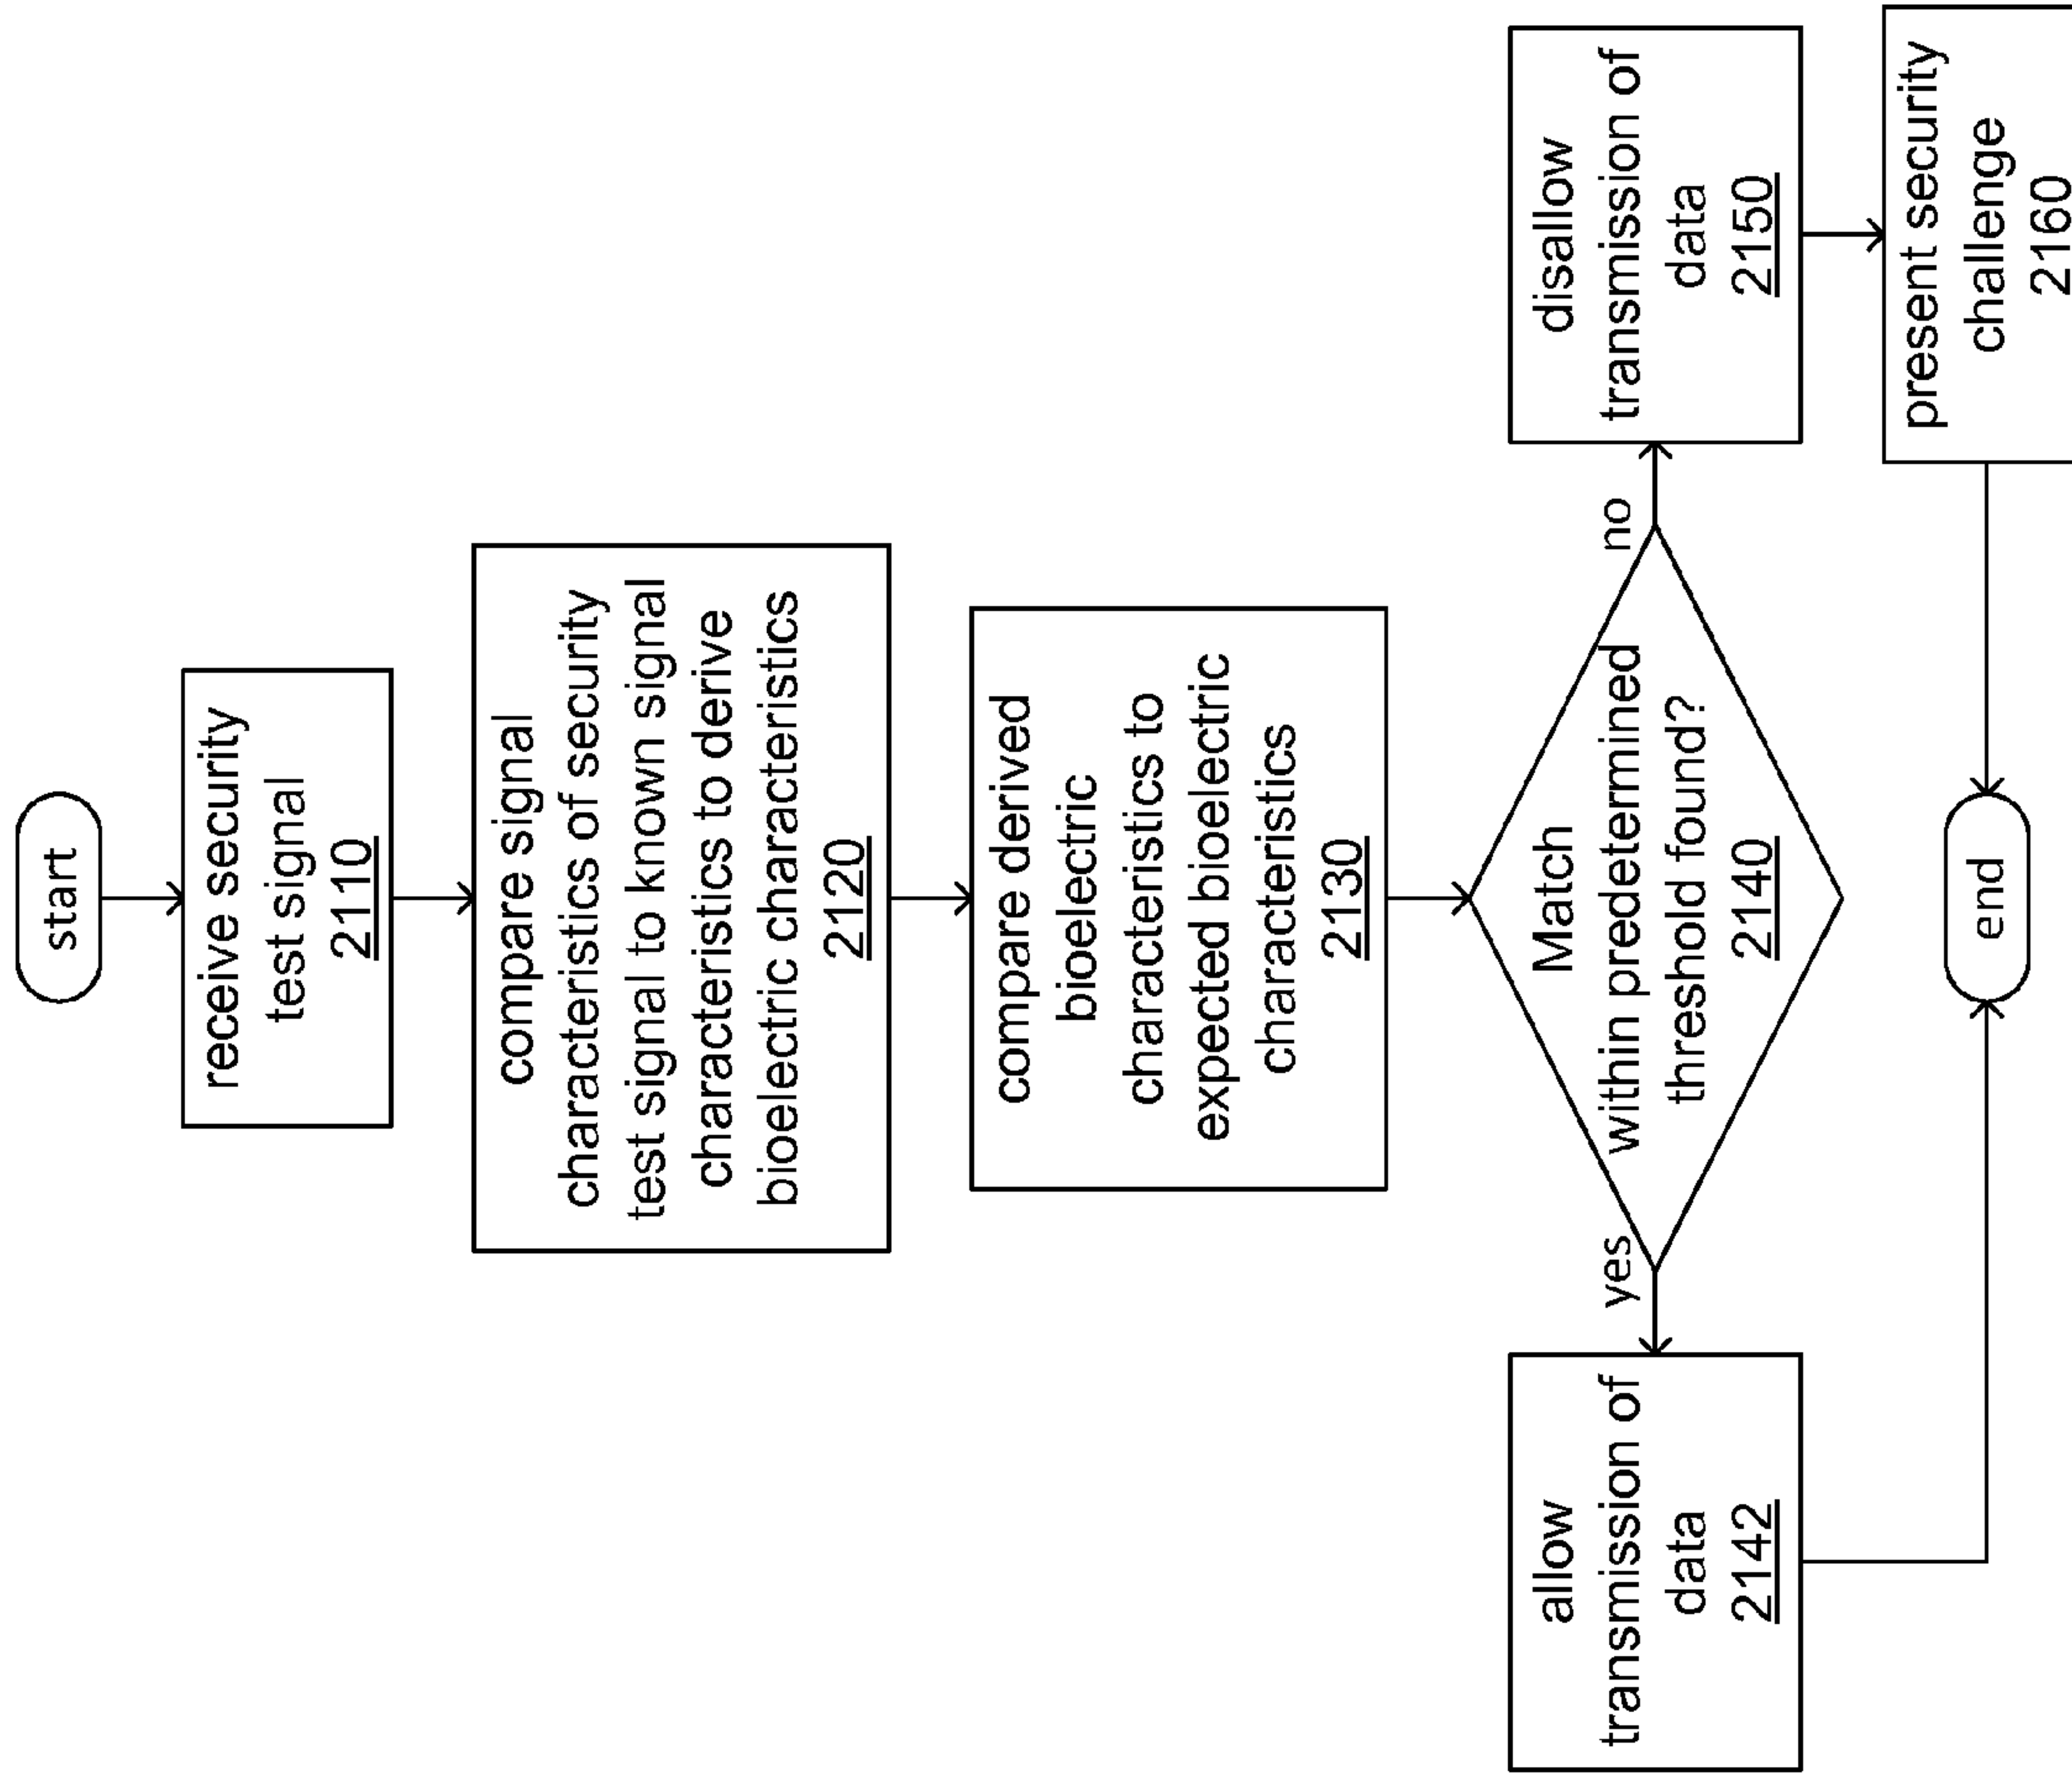 start
receive security
test signal
2110
compare signal
characteristics of security
test signal to known signal
characteristics to derive
bioelectric characteristics
2120
compare derived
bioelectric
characteristics to
expected bioelectric
characteristics
2130
Match
within predetermined
threshold found?
2140
yes
no
allow
transmission of
data
2142
disallow
transmission of
data
2150
present security
challenge
2160
end